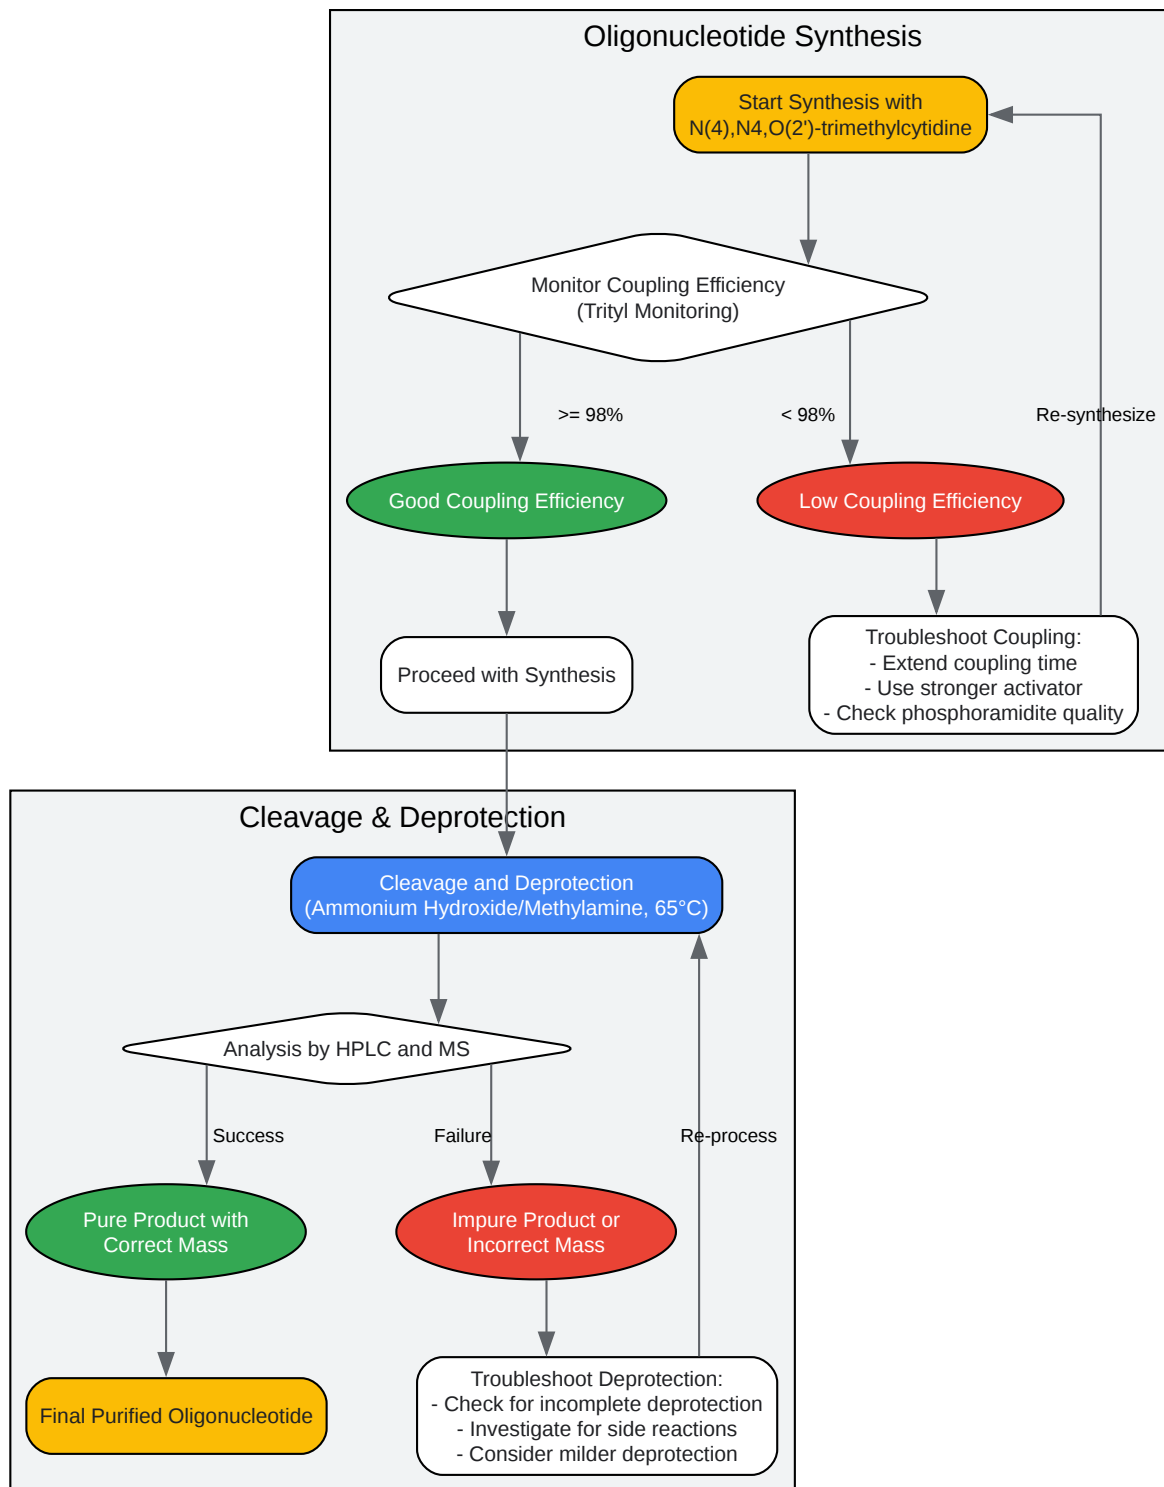 Oligonucleotide Synthesis
Start Synthesis with
N(4),N4,O(2')-trimethylcytidine
Monitor Coupling Efficiency
(Trityl Monitoring)
>= 98%
< 98%
Re-synthesize
Good Coupling Efficiency
Low Coupling Efficiency
Proceed with Synthesis
Troubleshoot Coupling:
- Extend coupling time
- Use stronger activator
- Check phosphoramidite quality
Cleavage & Deprotection
Cleavage and Deprotection
(Ammonium Hydroxide/Methylamine, 65°C)
Analysis by HPLC and MS
Success
Failure
Re-process
Pure Product with
Correct Mass
Impure Product or
Incorrect Mass
Final Purified Oligonucleotide
Troubleshoot Deprotection:
- Check for incomplete deprotection
- Investigate for side reactions
- Consider milder deprotection